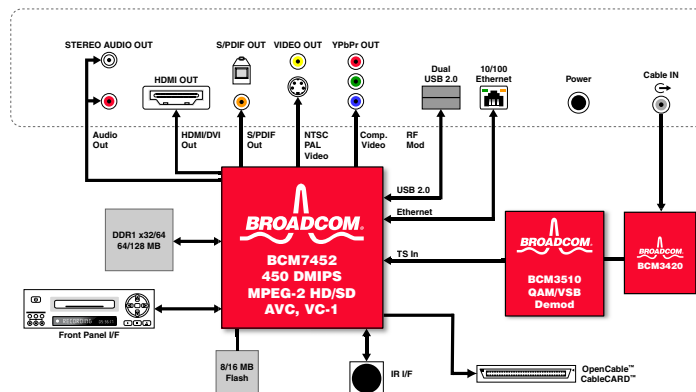 STEREO AUDIO OUT
S/PDIF OUT
VIDEO OUT
YPbPr OUT
HDMI OUT
Dual
USB 2.0
10/100
Ethernet
Power
Cable IN
Audio
Out
HDMI/DVI
Out
S/PDIF
Out
NTSC
PAL
Video
Comp.
Video
RF
Mod
USB 2.0
Ethernet
TS In
BROADCOM®
BCM7452
450 DMIPS
MPEG-2 HD/SD
AVC, VC-1
DDR1 x32/64
64/128 MB
BROADCOM.
BCM3510
QAM/VSB
Demod
BROADCOM.
BCM3420
RECORDING
Front Panel I/F
8/16 MB
Flash
IR I/F
OpenCable™
CableCARD™